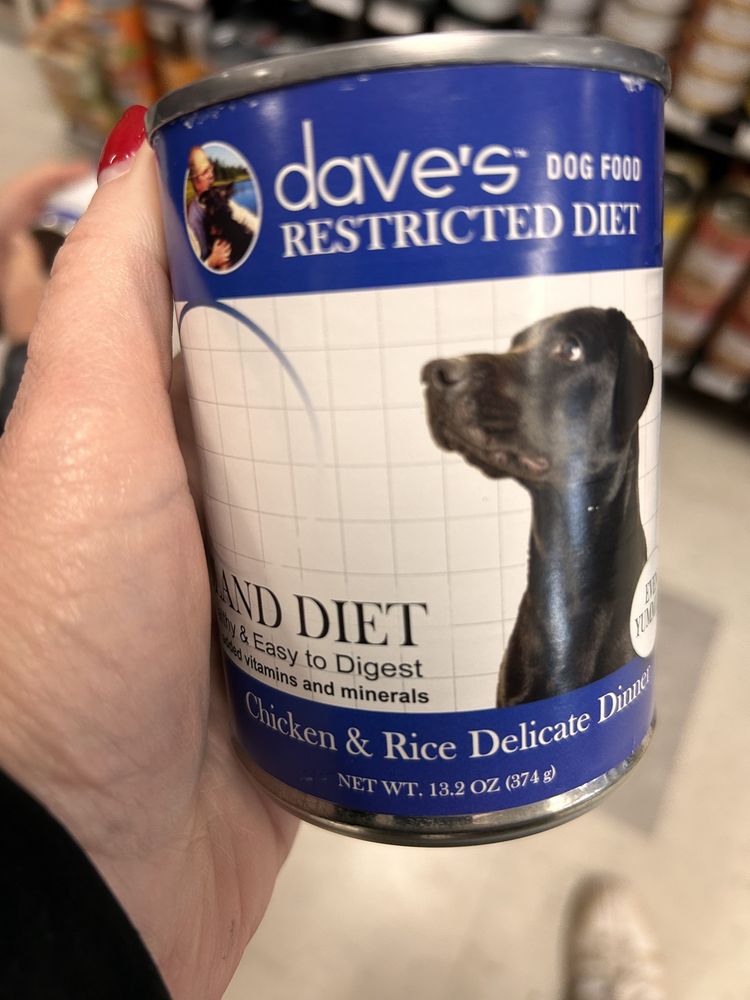 dave's™ DOG FOOD
RESTRICTED DIET
AND DIET
& Easy to Digest
vitamins and minerals
Chicken & Rice Delicate Dinner
NET WT. 13.2 OZ (374 g)